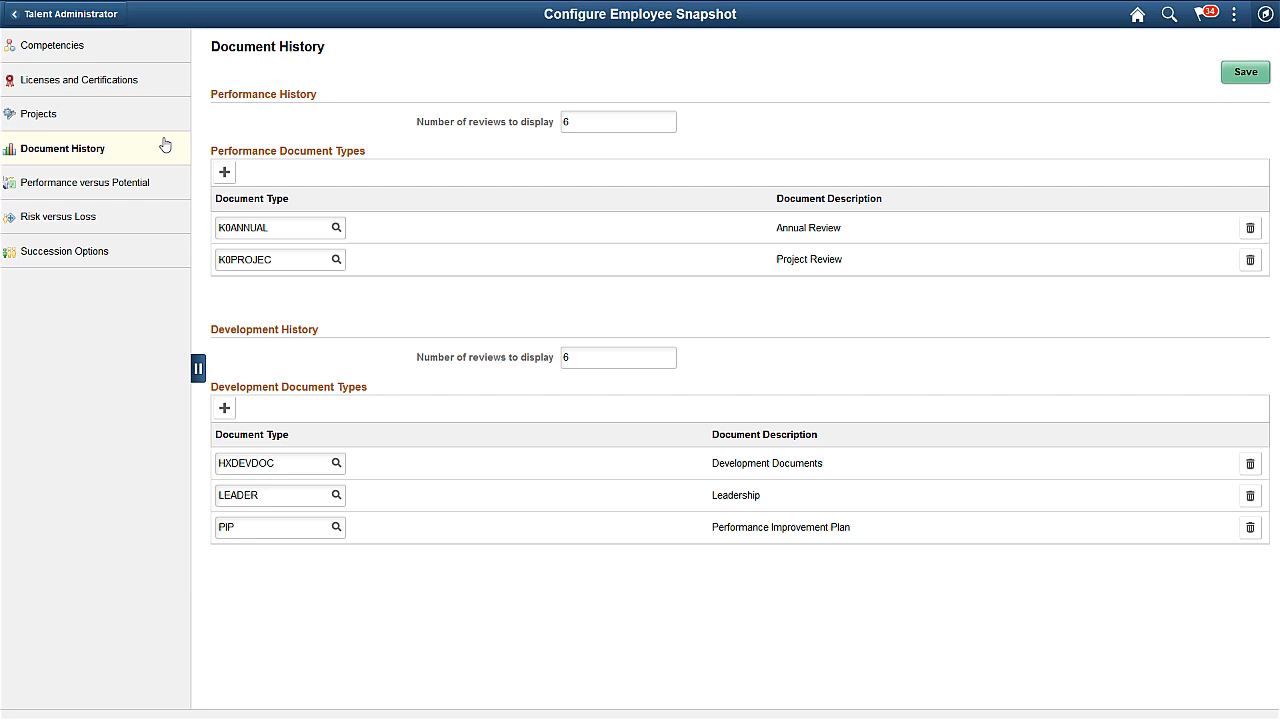 Talent Administrator
Configure Employee Snapshot
34
Competencies
Licenses and Certifications
Projects
Document History
Performance versus Potential
Risk versus Loss
Succession Options
Document History
Save
Performance History
Number of reviews to display 6
Performance Document Types
Document Type Document Description
K0ANNUAL Annual Review
K0PROJEC Project Review
Development History
Number of reviews to display 6
Development Document Types
Document Type Document Description
HXDEVDOC Development Documents
LEADER Leadership
PIP Performance Improvement Plan